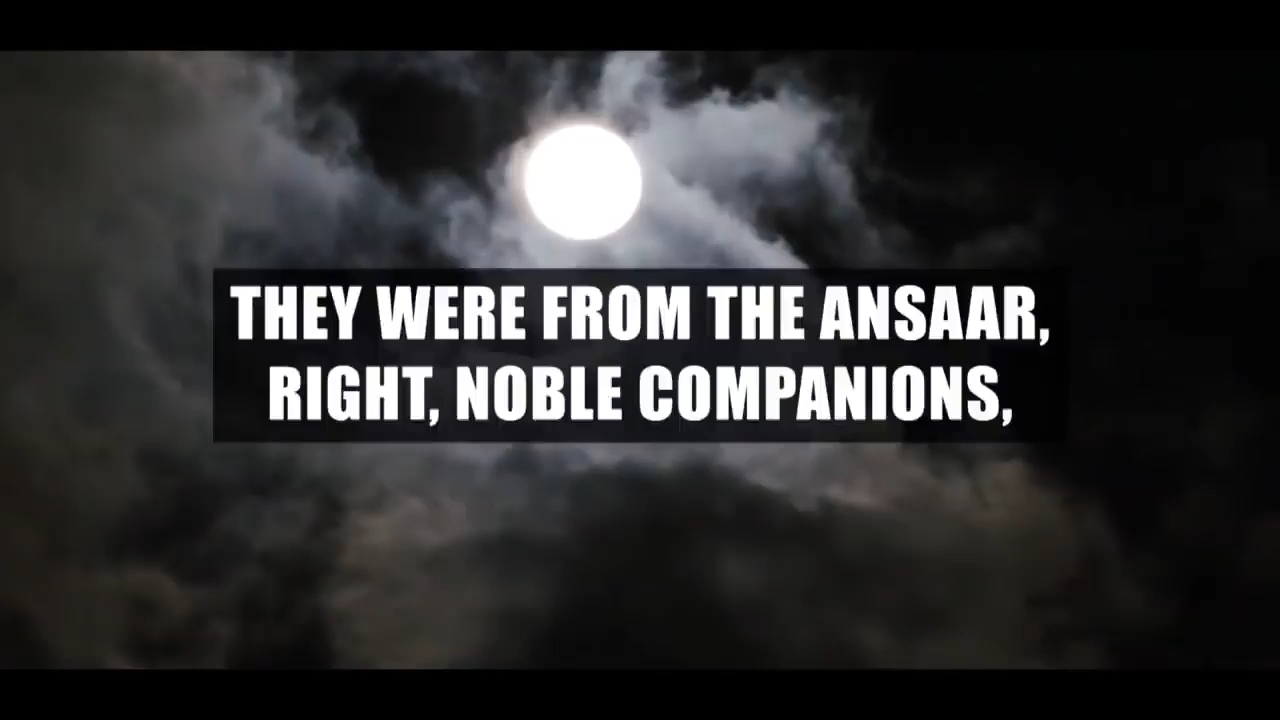 THEY WERE FROM THE ANSAAR,
RIGHT, NOBLE COMPANIONS,